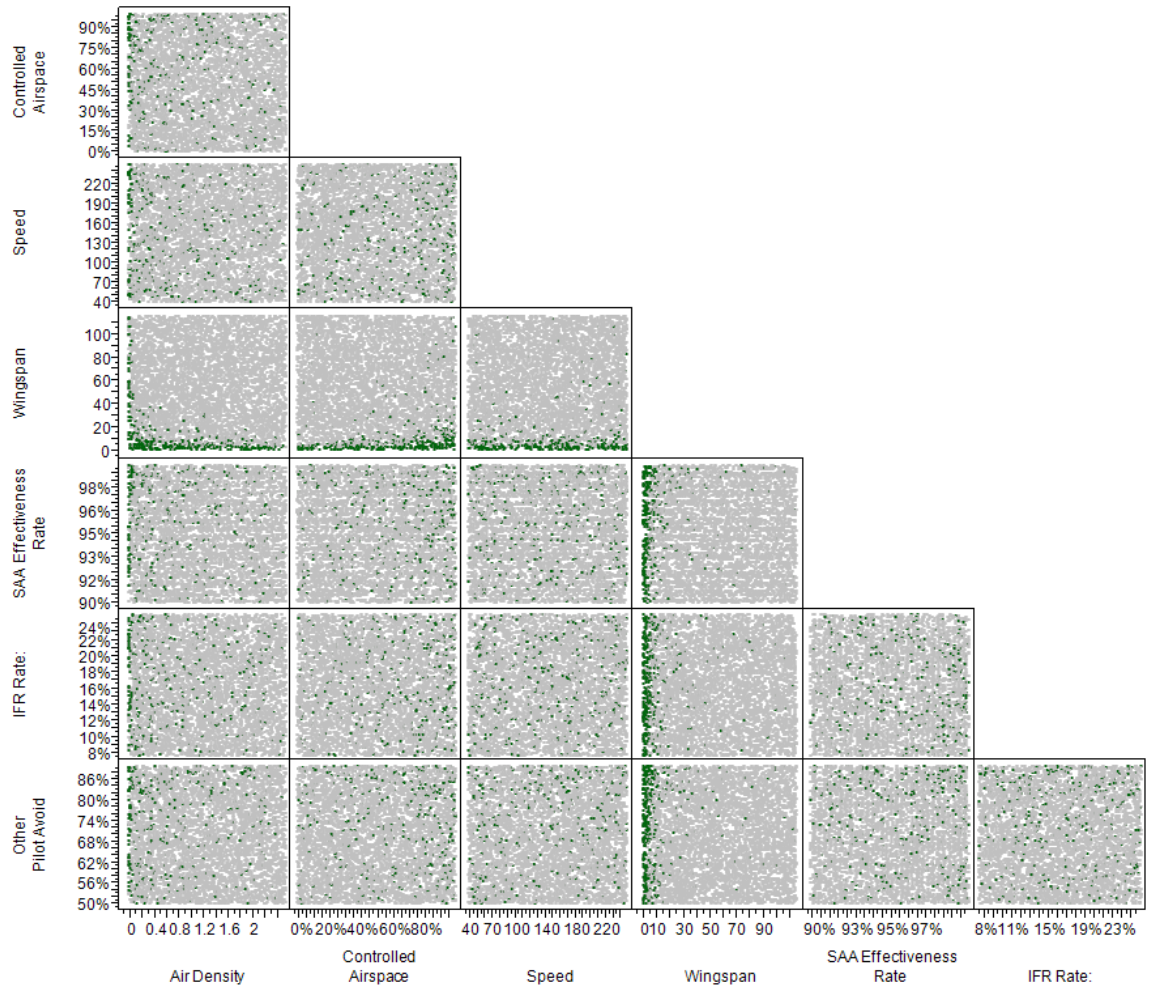 Controlled
Airspace
90%
75%
60%
45%
30%
15%
0%
Speed
220
190
160
130
100
70
40
Wingspan
100
80
60
40
20
0
SAA Effectiveness
Rate
98%
96%
95%
93%
92%
90%
IFR Rate:
24%
22%
20%
18%
16%
14%
12%
10%
8%
Other
Pilot Avoid
86%
80%
74%
68%
62%
56%
50%
0 0.4 0.8 1.2 1.6 2
0% 20% 40% 60% 80%
40 70 100 140 180 220
0 10 30 50 70 90
90% 93% 95% 97%
8% 11% 15% 19% 23%
Air Density
Controlled
Airspace
Speed
Wingspan
SAA Effectiveness
Rate
IFR Rate: